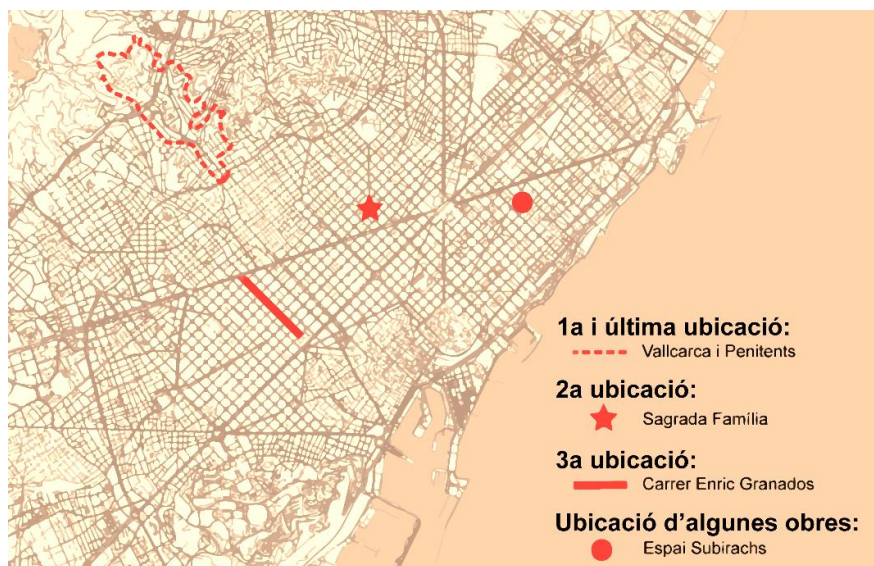 1a i última ubicació:
Vallcarca i Penitents
2a ubicació:
Sagrada Família
3a ubicació:
Carrer Enric Granados
Ubicació d'algunes obres:
Espai Subirachs